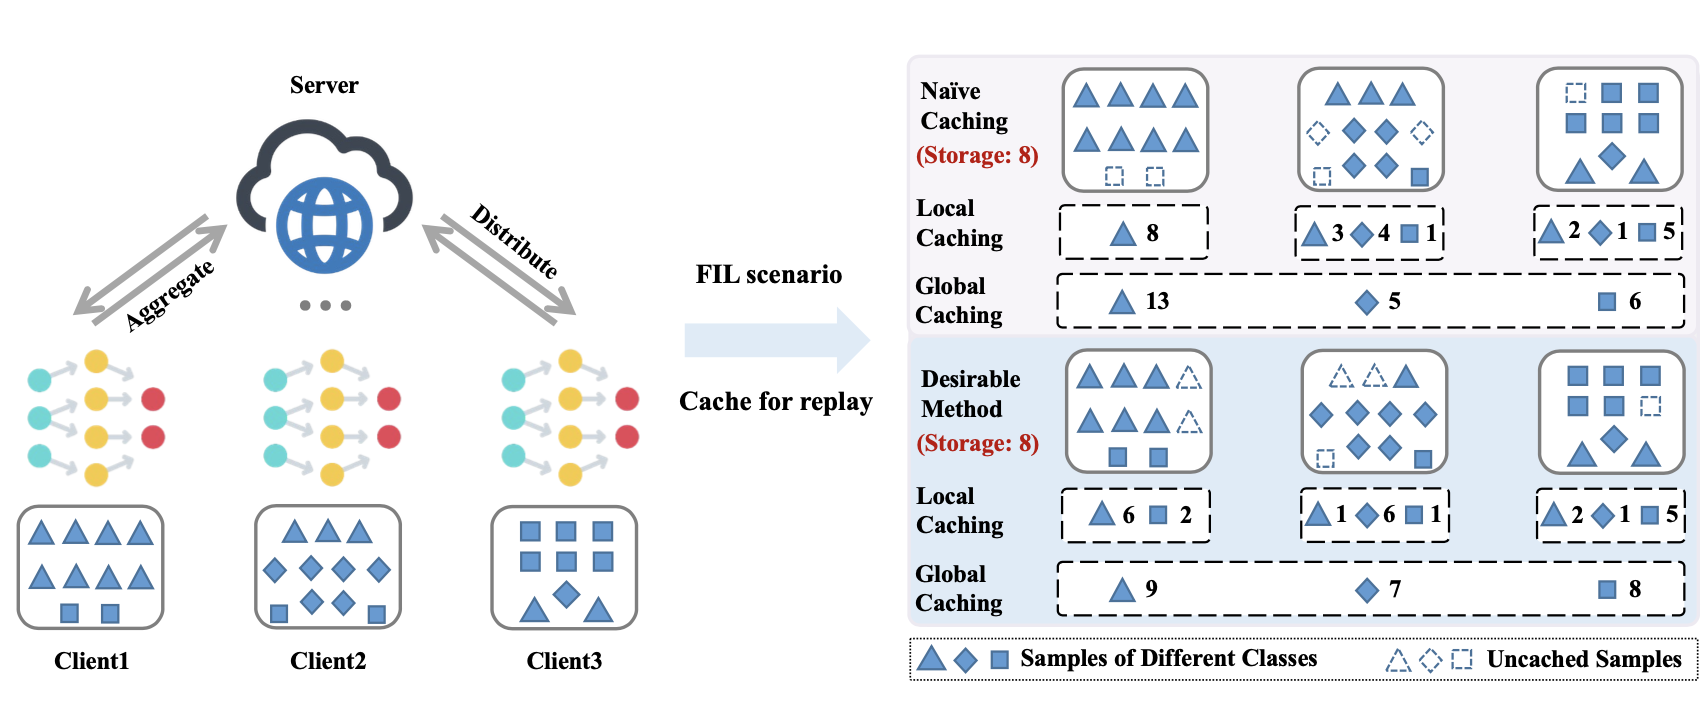 Server
Aggregate
Distribute
Client1
Client2
Client3
FIL scenario
Cache for replay
Naïve
Caching
(Storage: 8)
Local
Caching
8
3 4 1
2 1 5
Global
Caching
13 5 6
Desirable
Method
(Storage: 8)
Local
Caching
6 2
1 6 1
2 1 5
Global
Caching
9 7 8
Samples of Different Classes
Uncached Samples